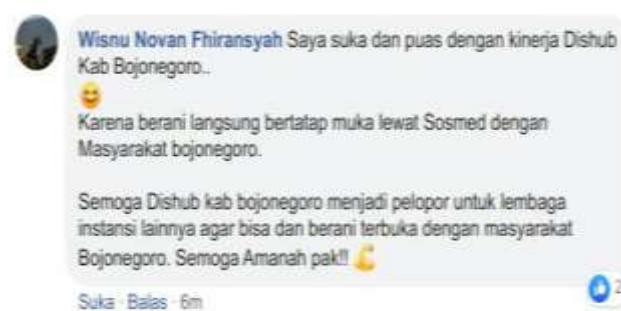 Wisnu Novan Fhiransyah Saya suka dan puas dengan kinerja Dishub
Kab Bojonegoro..
😊
Karena berani langsung bertatap muka lewat Sosmed dengan
Masyarakat bojonegoro.
Semoga Dishub kab bojonegoro menjadi pelopor untuk lembaga
instansi lainnya agar bisa dan berani terbuka dengan masyarakat
Bojonegoro. Semoga Amanah pak!! 💪
Suka · Balas · 6m
2